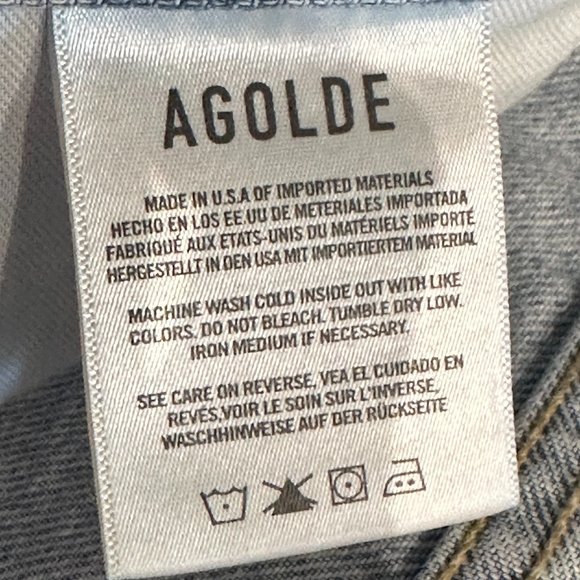 AGOLDE
MADE IN U.S.A OF IMPORTED MATERIALS
HECHO EN LOS EE.UU DE METERIALES IMPORTADA
FABRIQUÉ AUX ETATS-UNIS DU MATÉRIELS IMPORTÉ
HERGESTELLT IN DEN USA MIT IMPORTIERTEM MATERIAL
MACHINE WASH COLD INSIDE OUT WITH LIKE
COLORS. DO NOT BLEACH. TUMBLE DRY LOW.
IRON MEDIUM IF NECESSARY.
SEE CARE ON REVERSE, VEA EL CUIDADO EN
REVÉS, VOIR LE SOIN SUR L'INVERSE,
WASCHHINWEISE AUF DER RÜCKSEITE